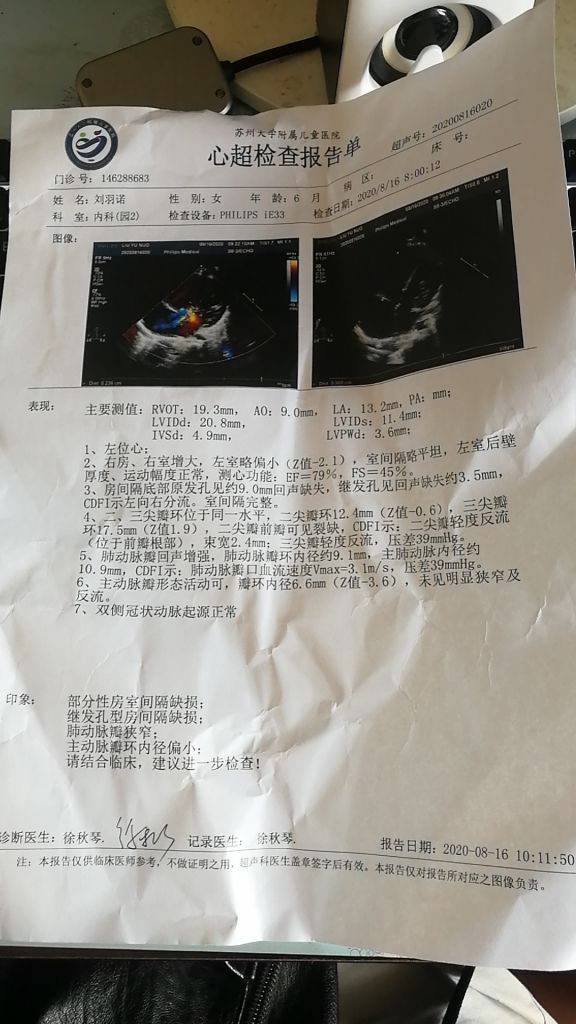 苏州大学附属儿童医院
心超检查报告单
超声号: 20200816020
门诊号: 146288683
病 区:
床 号:
姓 名: 刘羽诺 性 别: 女 年 龄: 6 月 检查日期: 2020/8/16 8:00:12
科 室: 内科(园2) 检查设备: PHILIPS iE33
图像:
LIU YU NUO
20200816020
Philips Medical
表现: 主要测值: RVOT: 19.3mm, AO: 9.0mm, LA: 13.2mm, PA: mm;
LVIDd: 20.8mm, LVIDs: 11.4mm;
IVSd: 4.9mm, LVPWd: 3.6mm;
1、左位心;
2、右房、右室增大, 左室略偏小(Z值-2.1), 室间隔略平坦, 左室后壁
厚度、运动幅度正常, 测心功能: EF=79%, FS=45%。
3、房间隔底部原发孔见约9.0mm回声缺失, 继发孔见回声缺失约3.5mm,
CDFI示左向右分流。室间隔完整。
4、二、三尖瓣环位于同一水平, 二尖瓣环12.4mm (Z值-0.6), 三尖瓣
环17.5mm (Z值1.9), 二尖瓣前瓣可见裂缺, CDFI示: 二尖瓣轻度反流
(位于前瓣根部), 束宽2.4mm; 三尖瓣轻度反流, 压差39mmHg。
5、肺动脉瓣回声增强, 肺动脉瓣环内径约9.1mm, 主肺动脉内径约
10.9mm, CDFI示: 肺动脉瓣口血流速度Vmax=3.1m/s, 压差39mmHg。
6、主动脉瓣形态活动可, 瓣环内径6.6mm (Z值-3.6), 未见明显狭窄及
反流。
7、双侧冠状动脉起源正常
印象: 部分性房室间隔缺损;
继发孔型房间隔缺损;
肺动脉瓣狭窄;
主动脉瓣环内径偏小;
请结合临床, 建议进一步检查!
诊断医生: 徐秋琴. 记录医生: 徐秋琴. 报告日期: 2020-08-16 10:11:50
注: 本报告仅供临床医师参考, 不做证明之用, 超声科医生盖章签字后有效。本报告仅对报告所对应之图像负责。